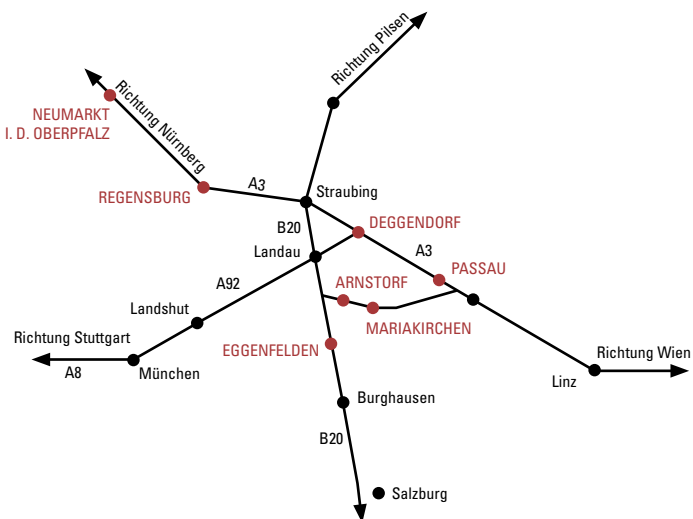 Richtung Pilsen
Richtung Nürnberg
NEUMARKT
I. D. OBERPFALZ
A3
REGENSBURG
Straubing
B20
DEGGENDORF
Landau
A3
PASSAU
A92
ARNSTORF
Landshut
MARIAKIRCHEN
Richtung Stuttgart
EGGENFELDEN
Richtung Wien
A8
München
Linz
Burghausen
B20
Salzburg